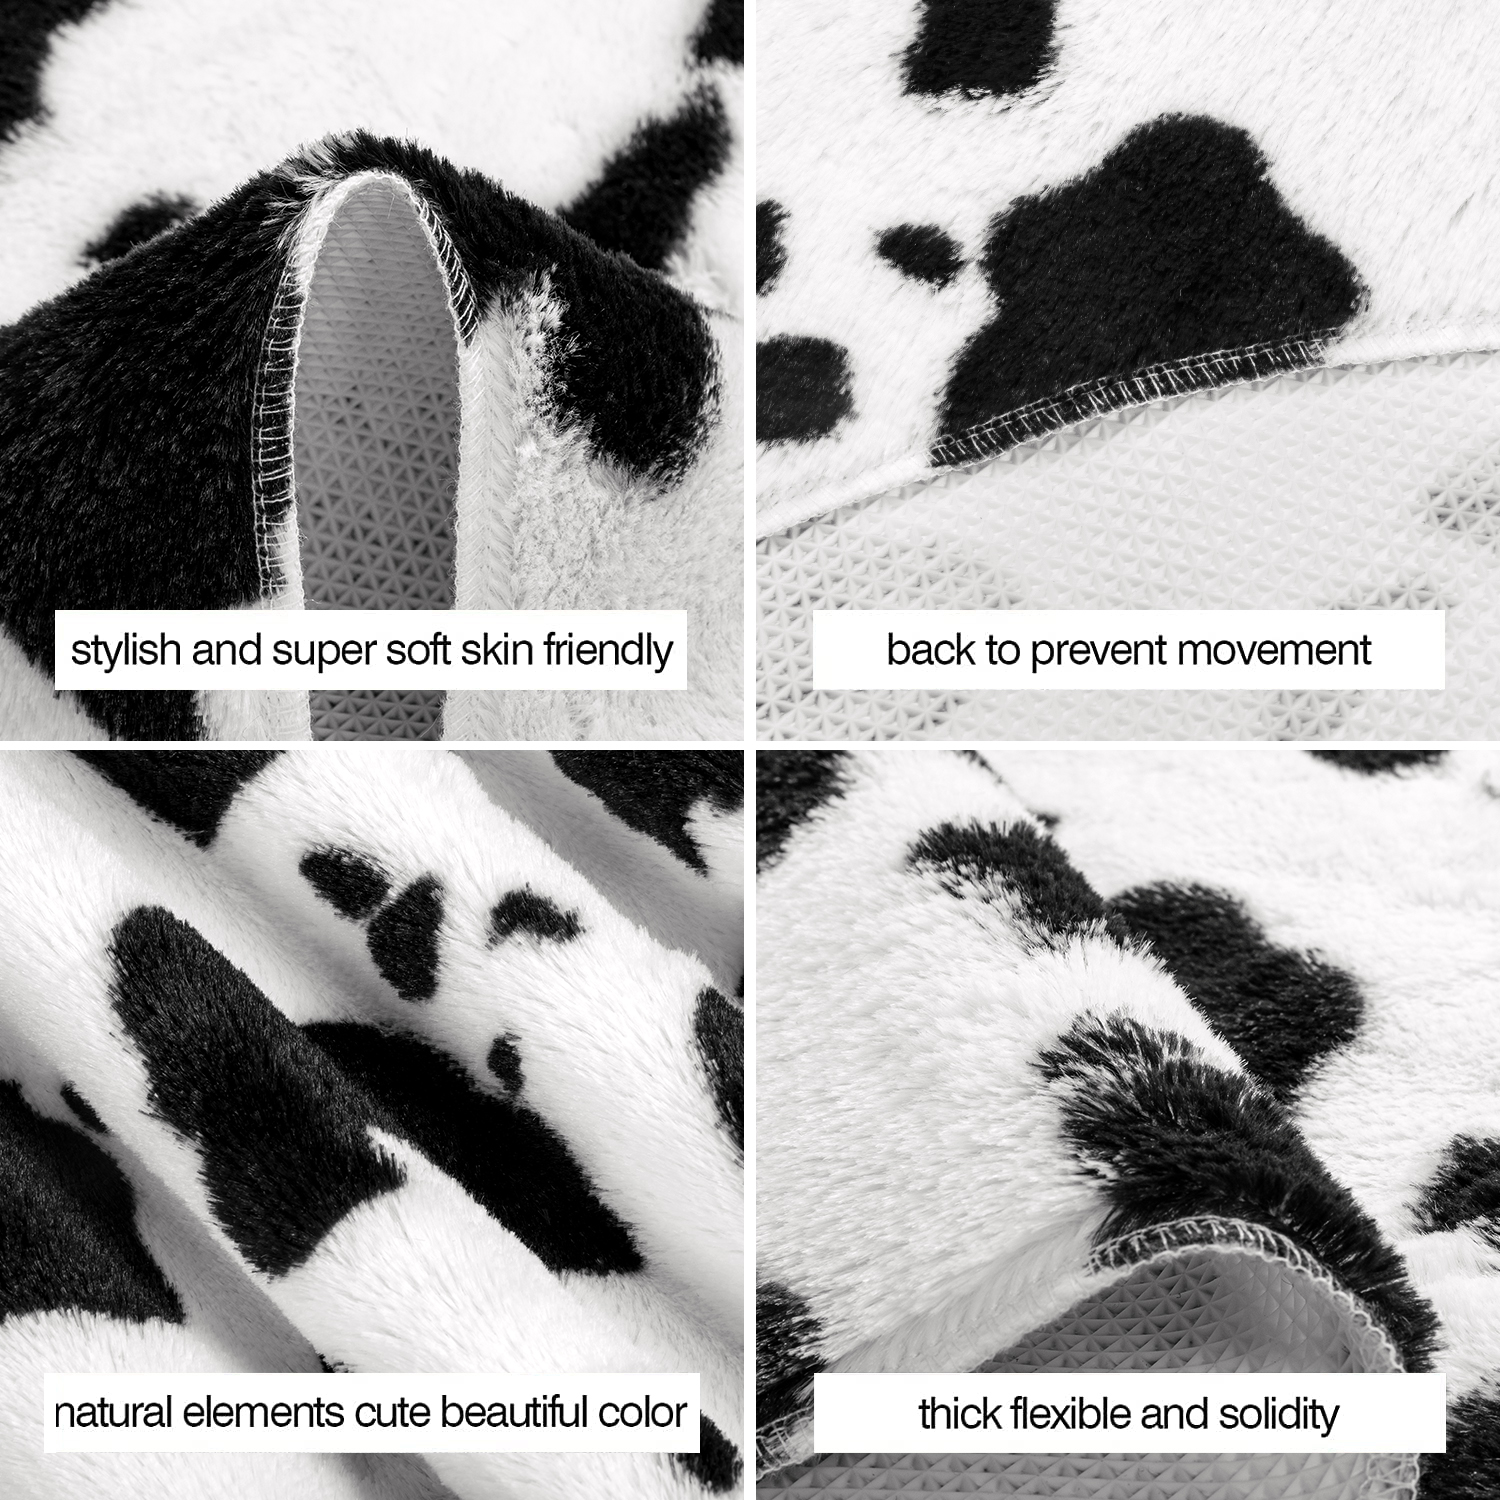 stylish and super soft skin friendly
back to prevent movement
natural elements cute beautiful color
thick flexible and solidity